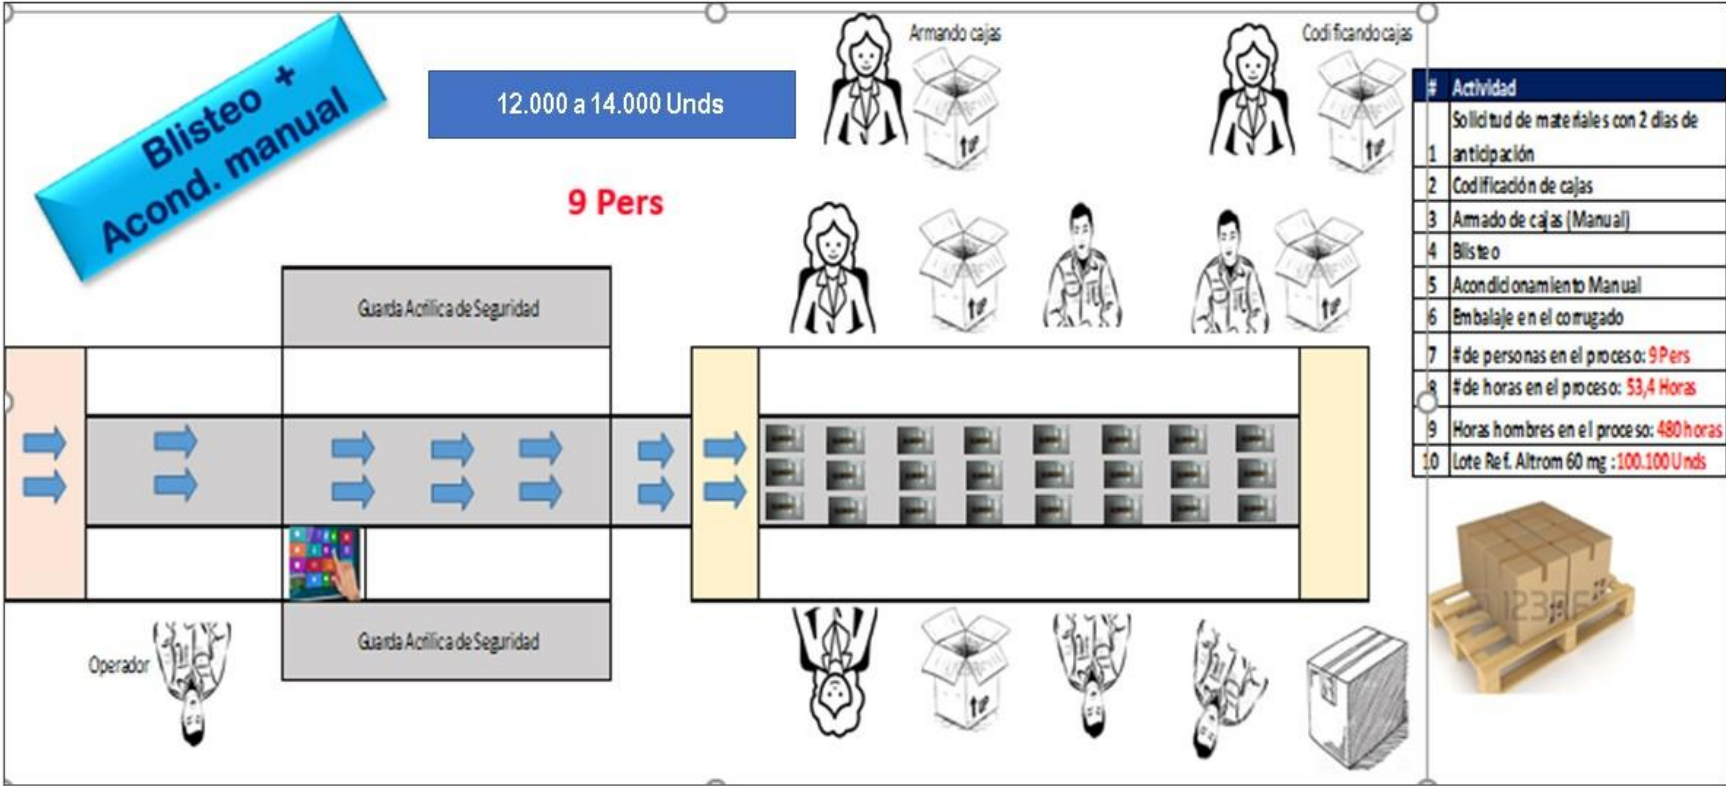 Blisteo +
Acond. manual
12.000 a 14.000 Unds
9 Pers
Armando cajas
Codificando cajas
Guarda Acrílica de Seguridad
Operador
Guarda Acrílica de Seguridad
# Actividad
Solicitud de materiales con 2 dias de
1 anticipación
2 Codificación de cajas
3 Armado de cajas (Manual)
4 Blisteo
5 Acondicionamiento Manual
6 Embalaje en el corrugado
7 # de personas en el proceso: 9 Pers
8 # de horas en el proceso: 53,4 Horas
9 Horas hombres en el proceso: 480 horas
10 Lote Ref. Altrom 60 mg : 100.100 Unds